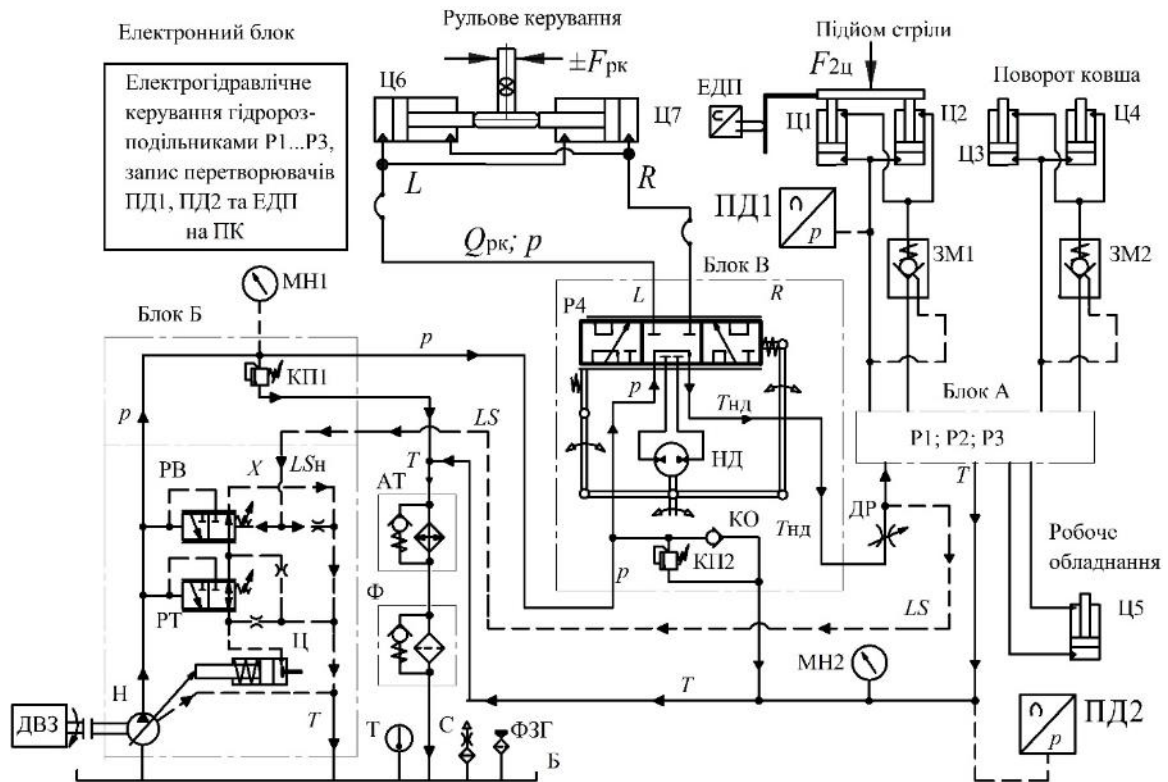 Електронний блок
Електрогідравлічне
керування гідророз-
подільниками Р1...Р3,
запис перетворювачів
ПД1, ПД2 та ЕДП
на ПК
Рульове керування
±Fрк
Ц6
Ц7
L
R
Qрк; p
Підйом стріли
F2ц
ЕДП
Ц1
Ц2
Поворот ковша
Ц3
Ц4
ПД1
p
ЗМ1
ЗМ2
Блок В
L
R
Р4
p
Tнд
НД
КО
КП2
p
Tнд
Блок А
Р1; Р2; Р3
T
ДР
LS
Робоче
обладнання
Ц5
МН1
Блок Б
КП1
p
p
LS
РВ
X
LSн
T
АТ
РТ
Ф
Ц
Н
ДВЗ
T
Т
С
ФЗГ
Б
T
МН2
ПД2
p